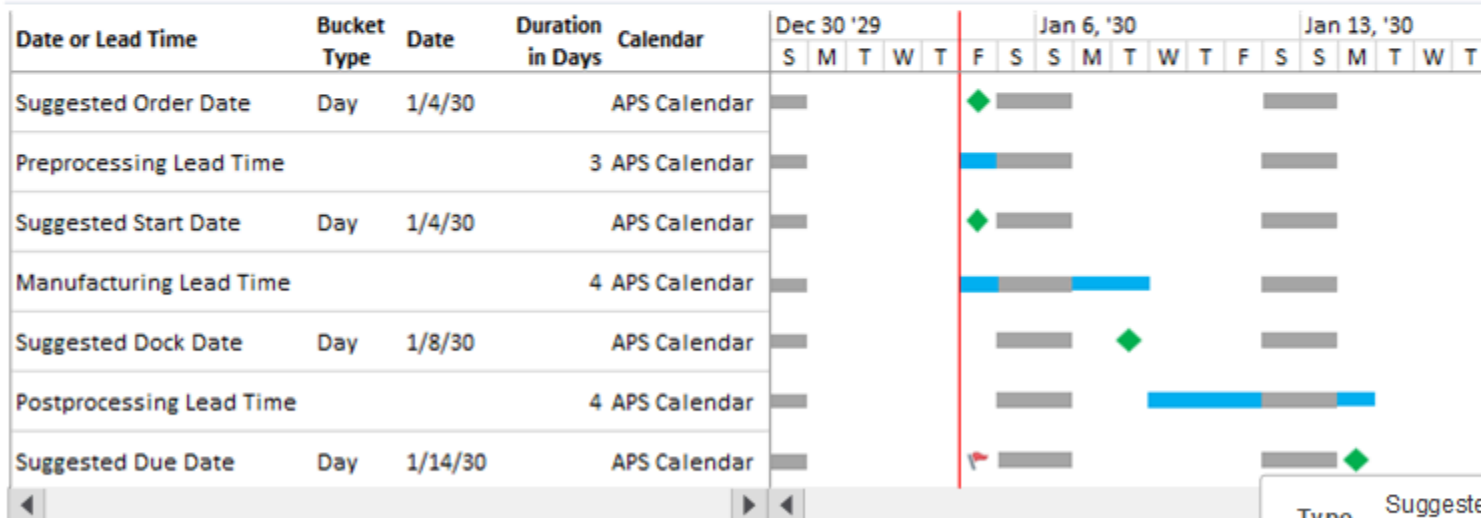 Date or Lead Time Bucket Type Date Duration in Days Calendar Dec 30 '29 Jan 6, '30 Jan 13, '30
S M T W T F S S M T W T F S S M T W T
Suggested Order Date Day 1/4/30 APS Calendar
Preprocessing Lead Time 3 APS Calendar
Suggested Start Date Day 1/4/30 APS Calendar
Manufacturing Lead Time 4 APS Calendar
Suggested Dock Date Day 1/8/30 APS Calendar
Postprocessing Lead Time 4 APS Calendar
Suggested Due Date Day 1/14/30 APS Calendar